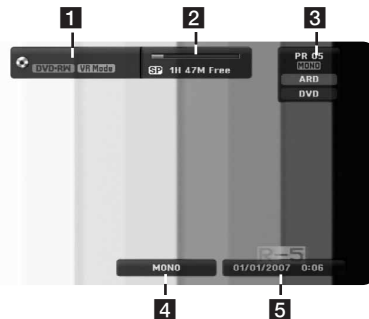 1
2
3
DVD-RW VR Mode
SP 1H 47M Free
PR 05
MONO
ARD
DVD
R-5
MONO
01/01/2007 0:06
4
5